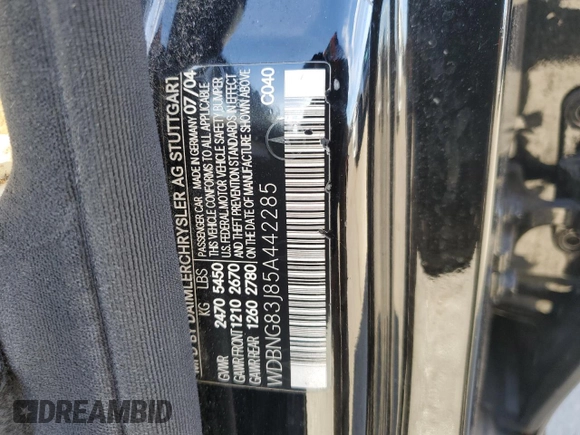 MFD BY DAIMLERCHRYSLER AG STUTTGART
KG LBS PASSENGER CAR MADE IN GERMANY 07/04
GVWR 2470 5450 THIS VEHICLE CONFORMS TO ALL APPLICABLE
GAWR FRONT 1210 2670 U.S. FEDERAL MOTOR VEHICLE SAFETY BUMPER
GAWR REAR 1260 2780 AND THEFT PREVENTION STANDARDS IN EFFECT
ON THE DATE OF MANUFACTURE SHOWN ABOVE
WDBNG83J85A442285
C040
DREAMBID